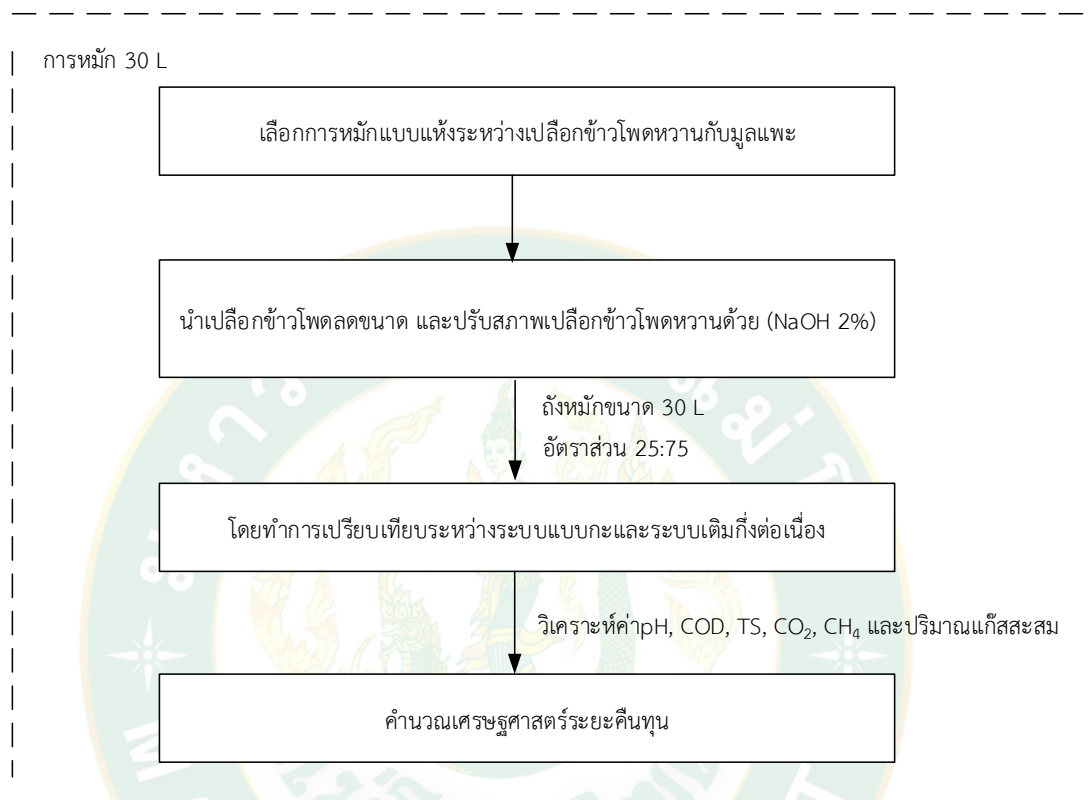 การหมัก 30 L
เลือกการหมักแบบแห้งระหว่างเปลือกข้าวโพดหวานกับมูลแพะ
นำเปลือกข้าวโพดลดขนาด และปรับสภาพเปลือกข้าวโพดหวานด้วย (NaOH 2%)
ถังหมักขนาด 30 L
อัตราส่วน 25:75
โดยทำการเปรียบเทียบระหว่างระบบแบบกะและระบบเติมกึ่งต่อเนื่อง
วิเคราะห์ค่าpH, COD, TS, CO₂, CH₄ และปริมาณแก๊สสะสม
คำนวณเศรษฐศาสตร์ระยะคืนทุน